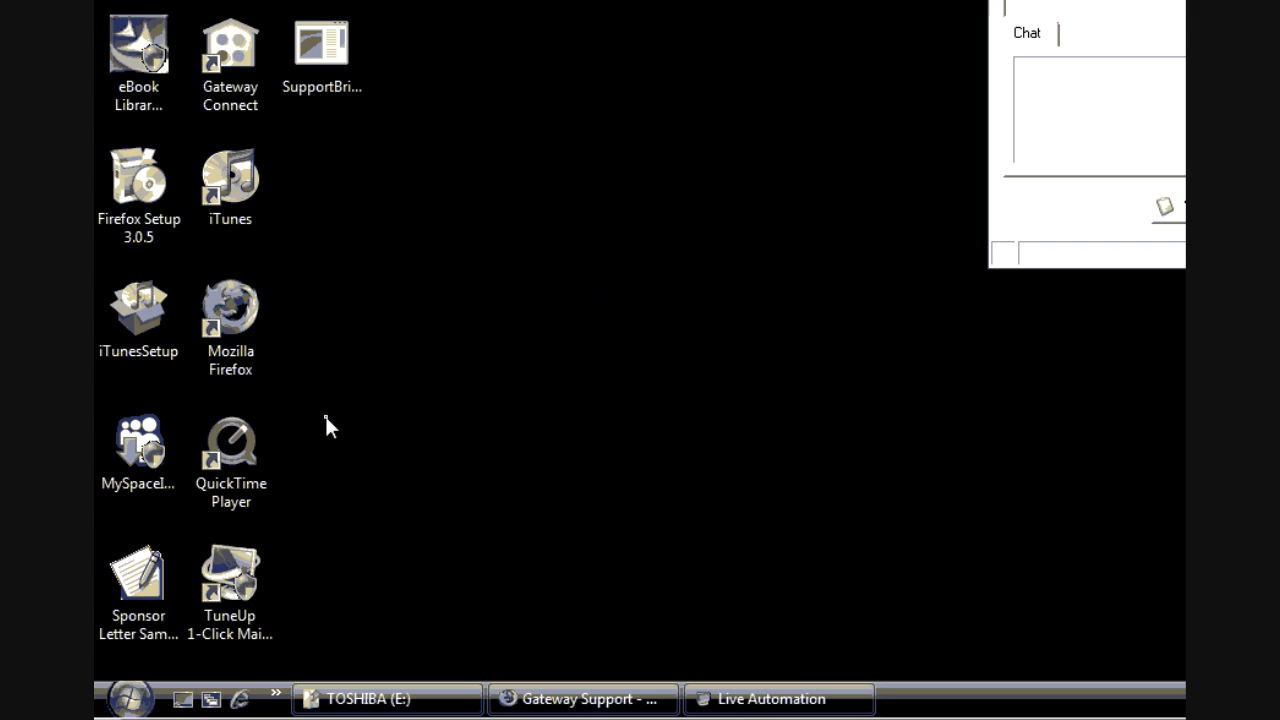 eBook
Librar...
Gateway
Connect
SupportBri...
Chat
Firefox Setup
3.0.5
iTunes
iTunesSetup
Mozilla
Firefox
MySpaceI...
QuickTime
Player
Sponsor
Letter Sam...
TuneUp
1-Click Mai...
»
TOSHIBA (E:)
Gateway Support - ...
Live Automation